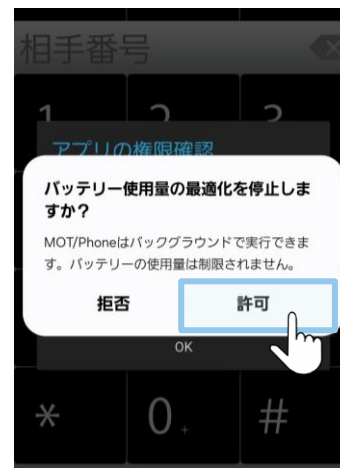 相手番号
1 2 3
アプリの権限確認
バッテリー使用量の最適化を停止しま
すか？
MOT/Phoneはバックグラウンドで実行できま
す。バッテリーの使用量は制限されません。
拒否 許可
OK
* 0 + #